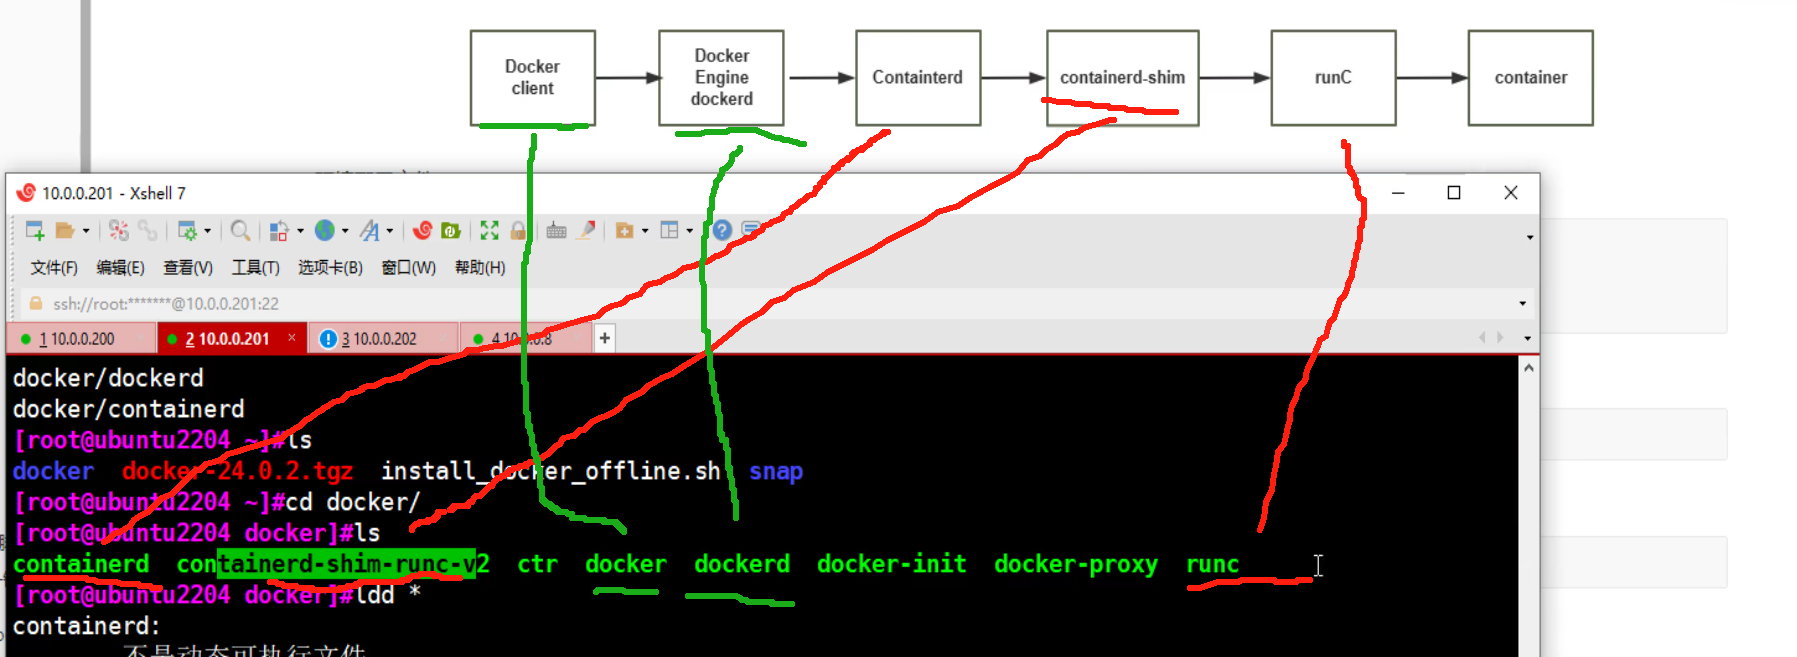 Docker
client
Docker
Engine
dockerd
Containterd
containerd-shim
runC
container
10.0.0.201 - Xshell 7
文件(F) 编辑(E) 查看(V) 工具(T) 选项卡(B) 窗口(W) 帮助(H)
ssh://root:*******@10.0.0.201:22
1 10.0.0.200 2 10.0.0.201 × 3 10.0.0.202 4 10.0.0.8 +
docker/dockerd
docker/containerd
[root@ubuntu2204 ~]#ls
docker docker-24.0.2.tgz install_docker_offline.sh snap
[root@ubuntu2204 ~]#cd docker/
[root@ubuntu2204 docker]#ls
containerd containerd-shim-runc-v2 ctr docker dockerd docker-init docker-proxy runc
[root@ubuntu2204 docker]#ldd *
containerd:
不是动态可执行文件